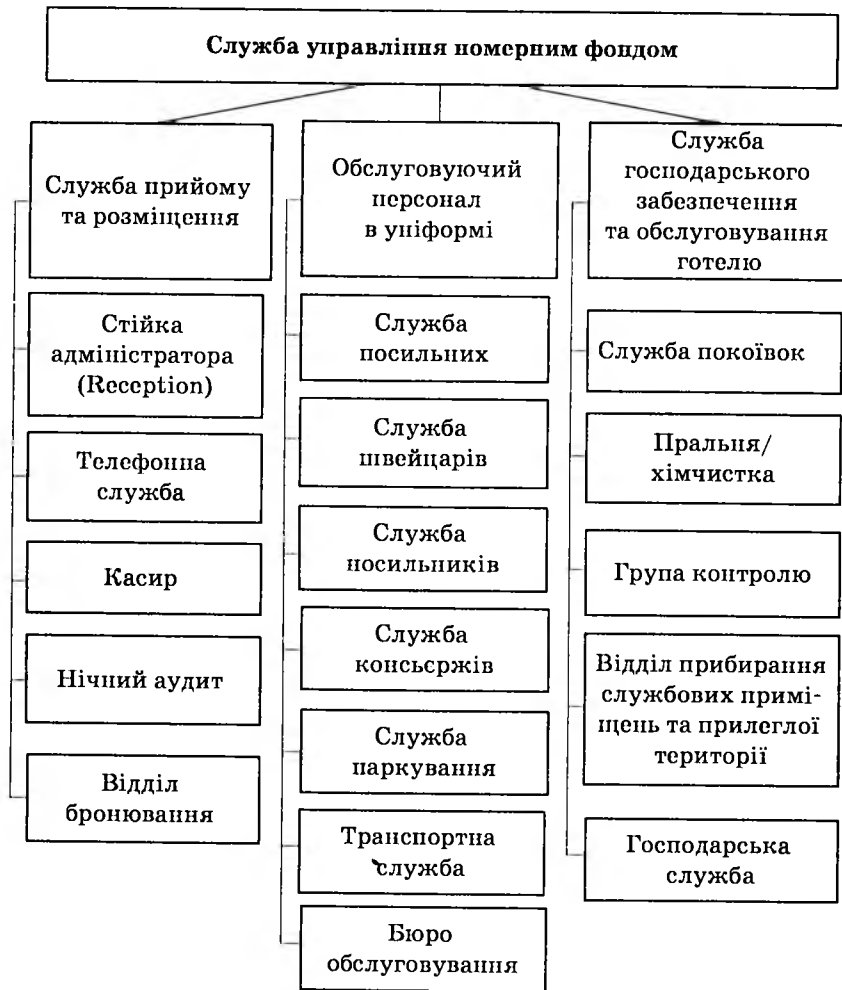 Служба управління номерним фондом
Служба прийому
та розміщення
Стійка
адміністратора
(Reception)
Телефонна
служба
Касир
Нічний аудит
Відділ
бронювання
Обслуговуючий
персонал
в уніформі
Служба
посильних
Служба
швейцарів
Служба
носильників
Служба
консьєржів
Служба
паркування
Транспортна
служба
Бюро
обслуговування
Служба
господарського
забезпечення
та обслуговування
готелю
Служба покоївок
Пральня/
хімчистка
Група контролю
Відділ прибирання
службових примі-
щень та прилеглої
території
Господарська
служба